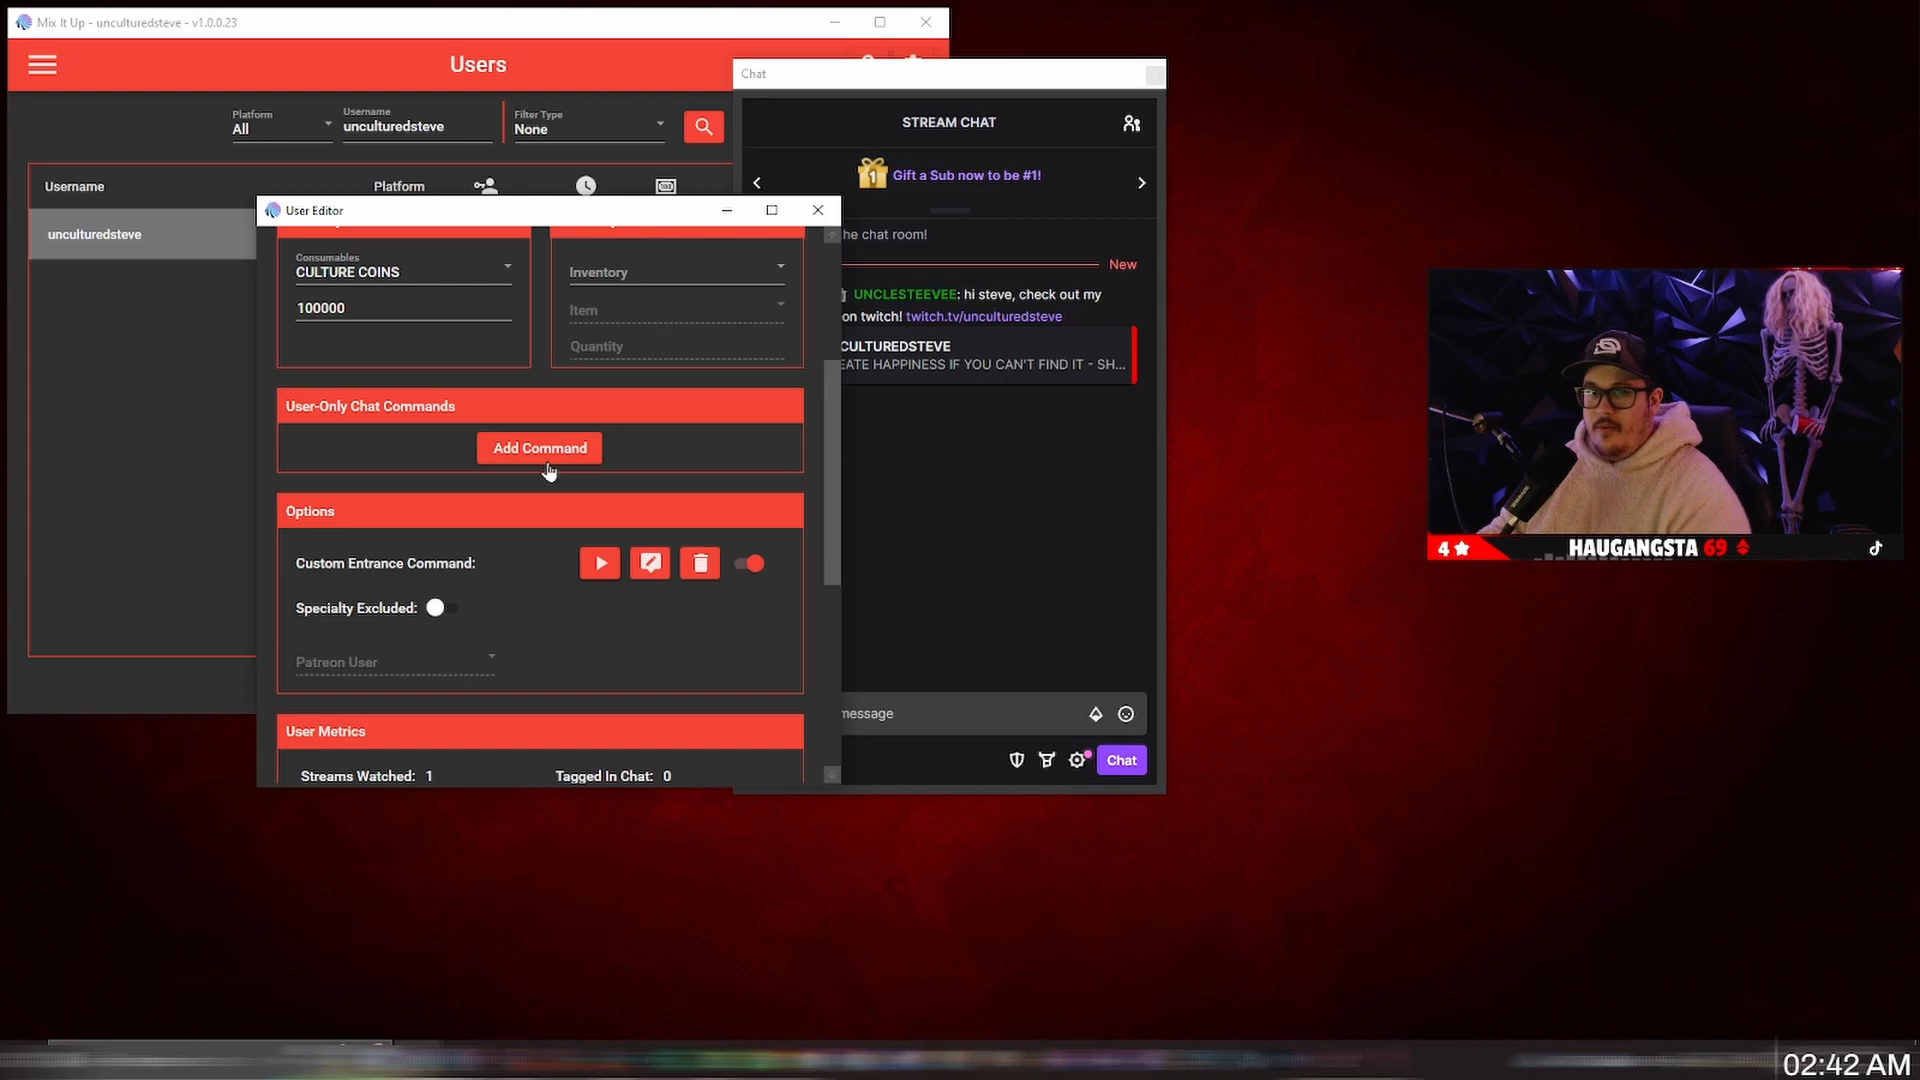 Mix It Up - unculturedsteve - v1.0.0.23
Users
Platform
All
Username
unculturedsteve
Filter Type
None
Username
Platform
unculturedsteve
User Editor
Consumables
CULTURE COINS
100000
Inventory
Item
Quantity
User-Only Chat Commands
Add Command
Options
Custom Entrance Command:
Specialty Excluded:
Patreon User
User Metrics
Streams Watched: 1
Tagged In Chat: 0
Chat
STREAM CHAT
1
Gift a Sub now to be #1!
he chat room!
New
UNCLESTEEVEE: hi steve, check out my
on twitch! twitch.tv/unculturedsteve
CULTUREDSTEVE
EATE HAPPINESS IF YOU CAN'T FIND IT - SH...
message
Chat
4
HAUGANGSTA 69
02:42 AM